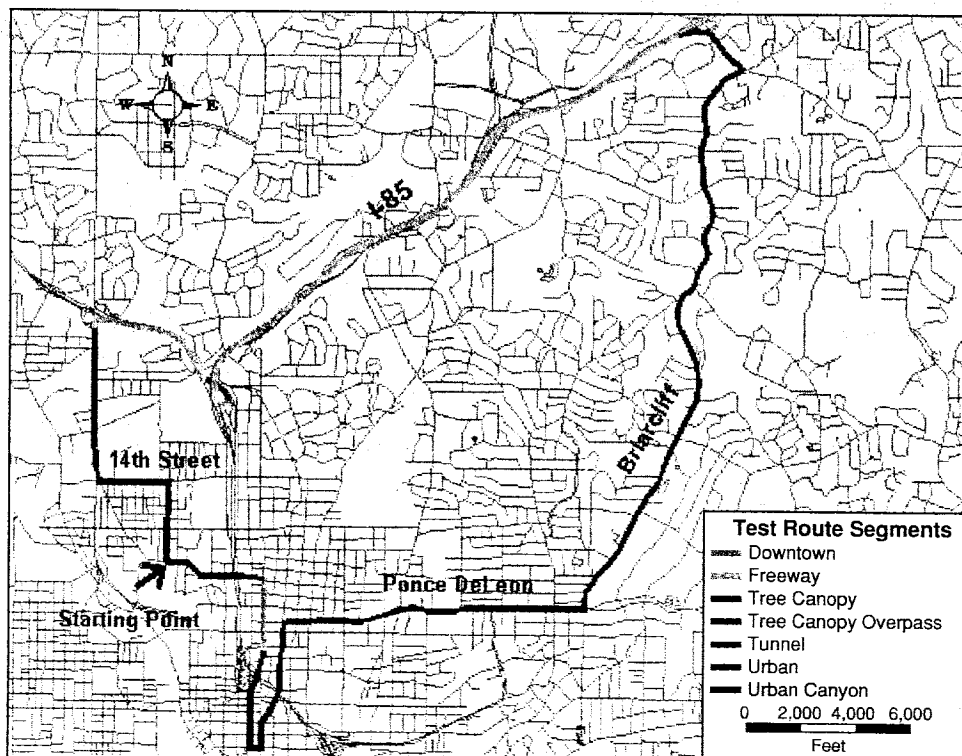 N
W E
S
I-85
14th Street
Briarcliff
Ponce DeLeon
Starting Point
Test Route Segments
Downtown
Freeway
Tree Canopy
Tree Canopy Overpass
Tunnel
Urban
Urban Canyon
0 2,000 4,000 6,000
Feet